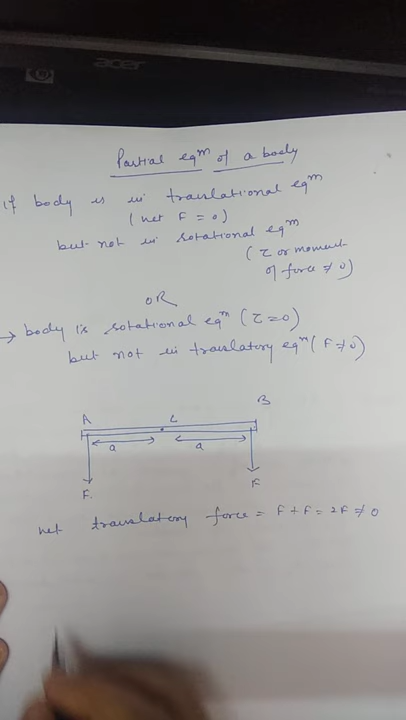 acer
Partial eqm of a body
if body is in translational eqm
( net F = 0)
but not in rotational eqm
( τ or moment
of force ≠ 0)
OR
→ body is rotational eqm ( τ = 0)
but not in translatory eqm ( F ≠ 0)
A C B
a a
F. F
net translatory force = F + F = 2F ≠ 0